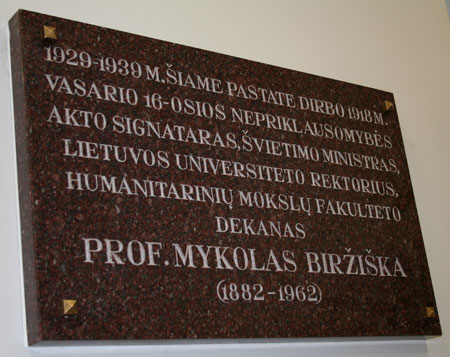 1929-1939 M. ŠIAME PASTATE DIRBO 1918 M.
VASARIO 16-OSIOS NEPRIKLAUSOMYBĖS
AKTO SIGNATARAS, ŠVIETIMO MINISTRAS,
LIETUVOS UNIVERSITETO REKTORIUS,
HUMANITARINIŲ MOKSLŲ FAKULTETO
DEKANAS
PROF. MYKOLAS BIRŽIŠKA
(1882-1962)